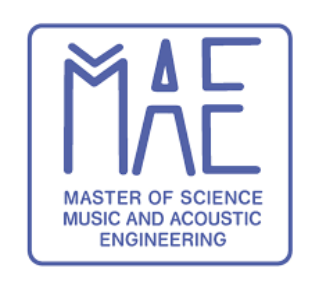 MAE
MASTER OF SCIENCE
MUSIC AND ACOUSTIC
ENGINEERING